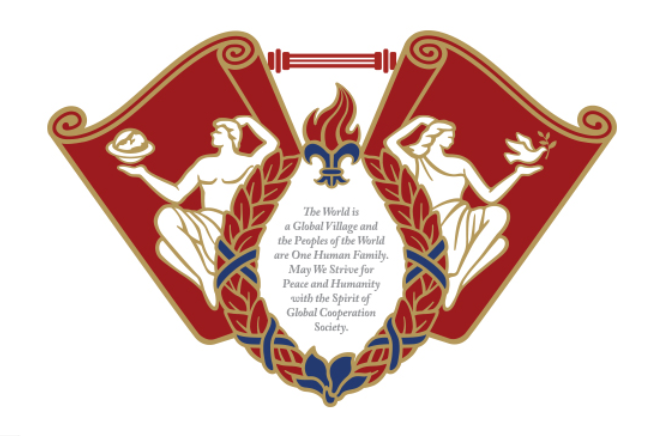 The World is
a Global Village and
the Peoples of the World
are One Human Family.
May We Strive for
Peace and Humanity
with the Spirit of
Global Cooperation
Society.